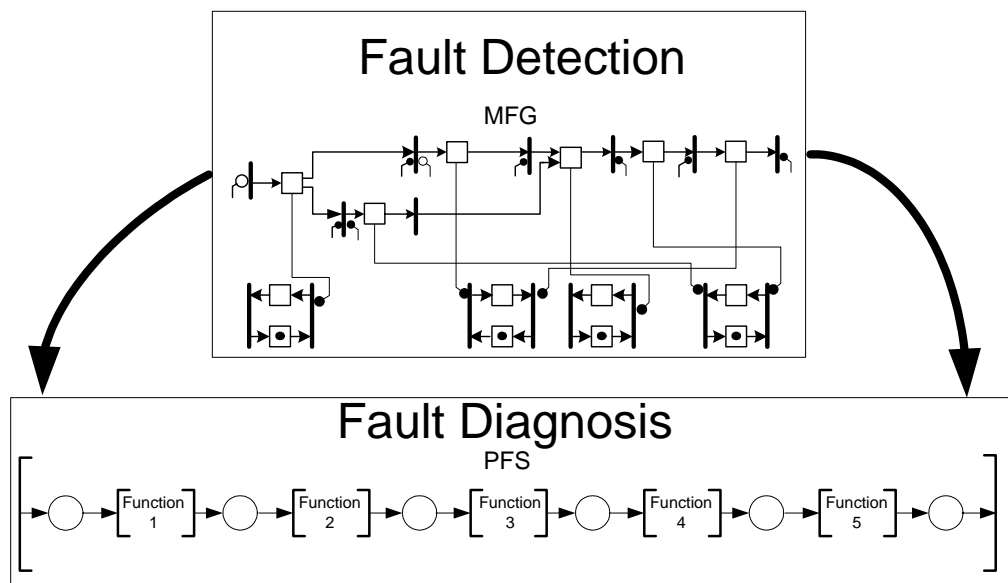 Fault Detection
MFG
Fault Diagnosis
PFS
Function
1
Function
2
Function
3
Function
4
Function
5